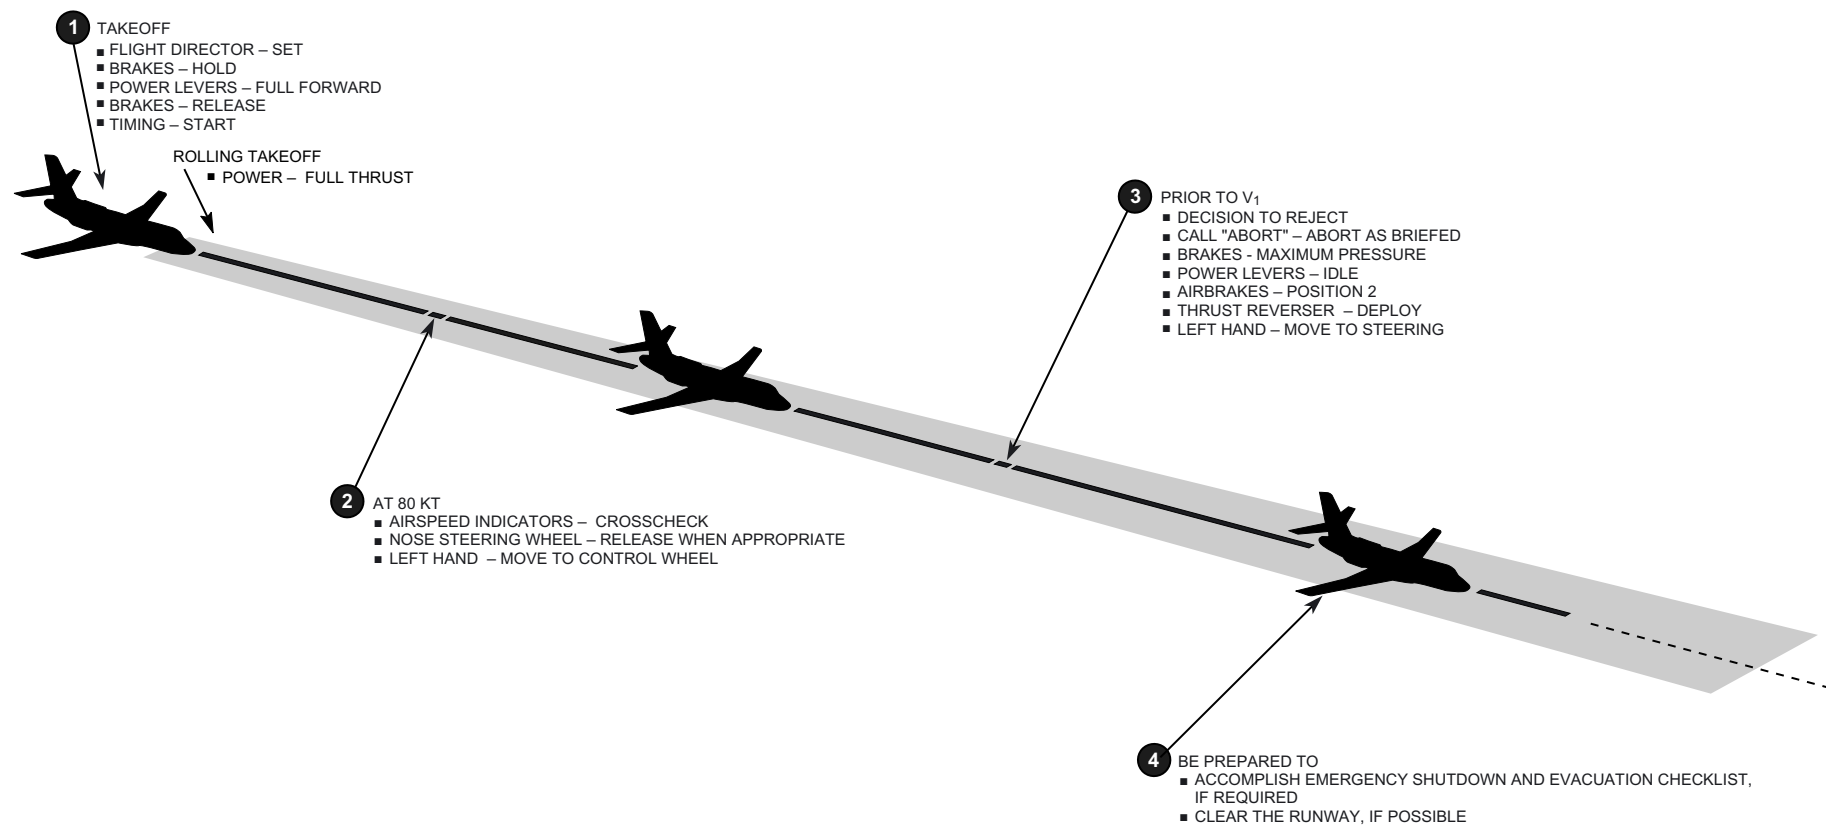 1 TAKEOFF
■ FLIGHT DIRECTOR – SET
■ BRAKES – HOLD
■ POWER LEVERS – FULL FORWARD
■ BRAKES – RELEASE
■ TIMING – START
ROLLING TAKEOFF
■ POWER – FULL THRUST
2 AT 80 KT
■ AIRSPEED INDICATORS – CROSSCHECK
■ NOSE STEERING WHEEL – RELEASE WHEN APPROPRIATE
■ LEFT HAND – MOVE TO CONTROL WHEEL
3 PRIOR TO V1
■ DECISION TO REJECT
■ CALL "ABORT" – ABORT AS BRIEFED
■ BRAKES - MAXIMUM PRESSURE
■ POWER LEVERS – IDLE
■ AIRBRAKES – POSITION 2
■ THRUST REVERSER – DEPLOY
■ LEFT HAND – MOVE TO STEERING
4 BE PREPARED TO
■ ACCOMPLISH EMERGENCY SHUTDOWN AND EVACUATION CHECKLIST,
IF REQUIRED
■ CLEAR THE RUNWAY, IF POSSIBLE